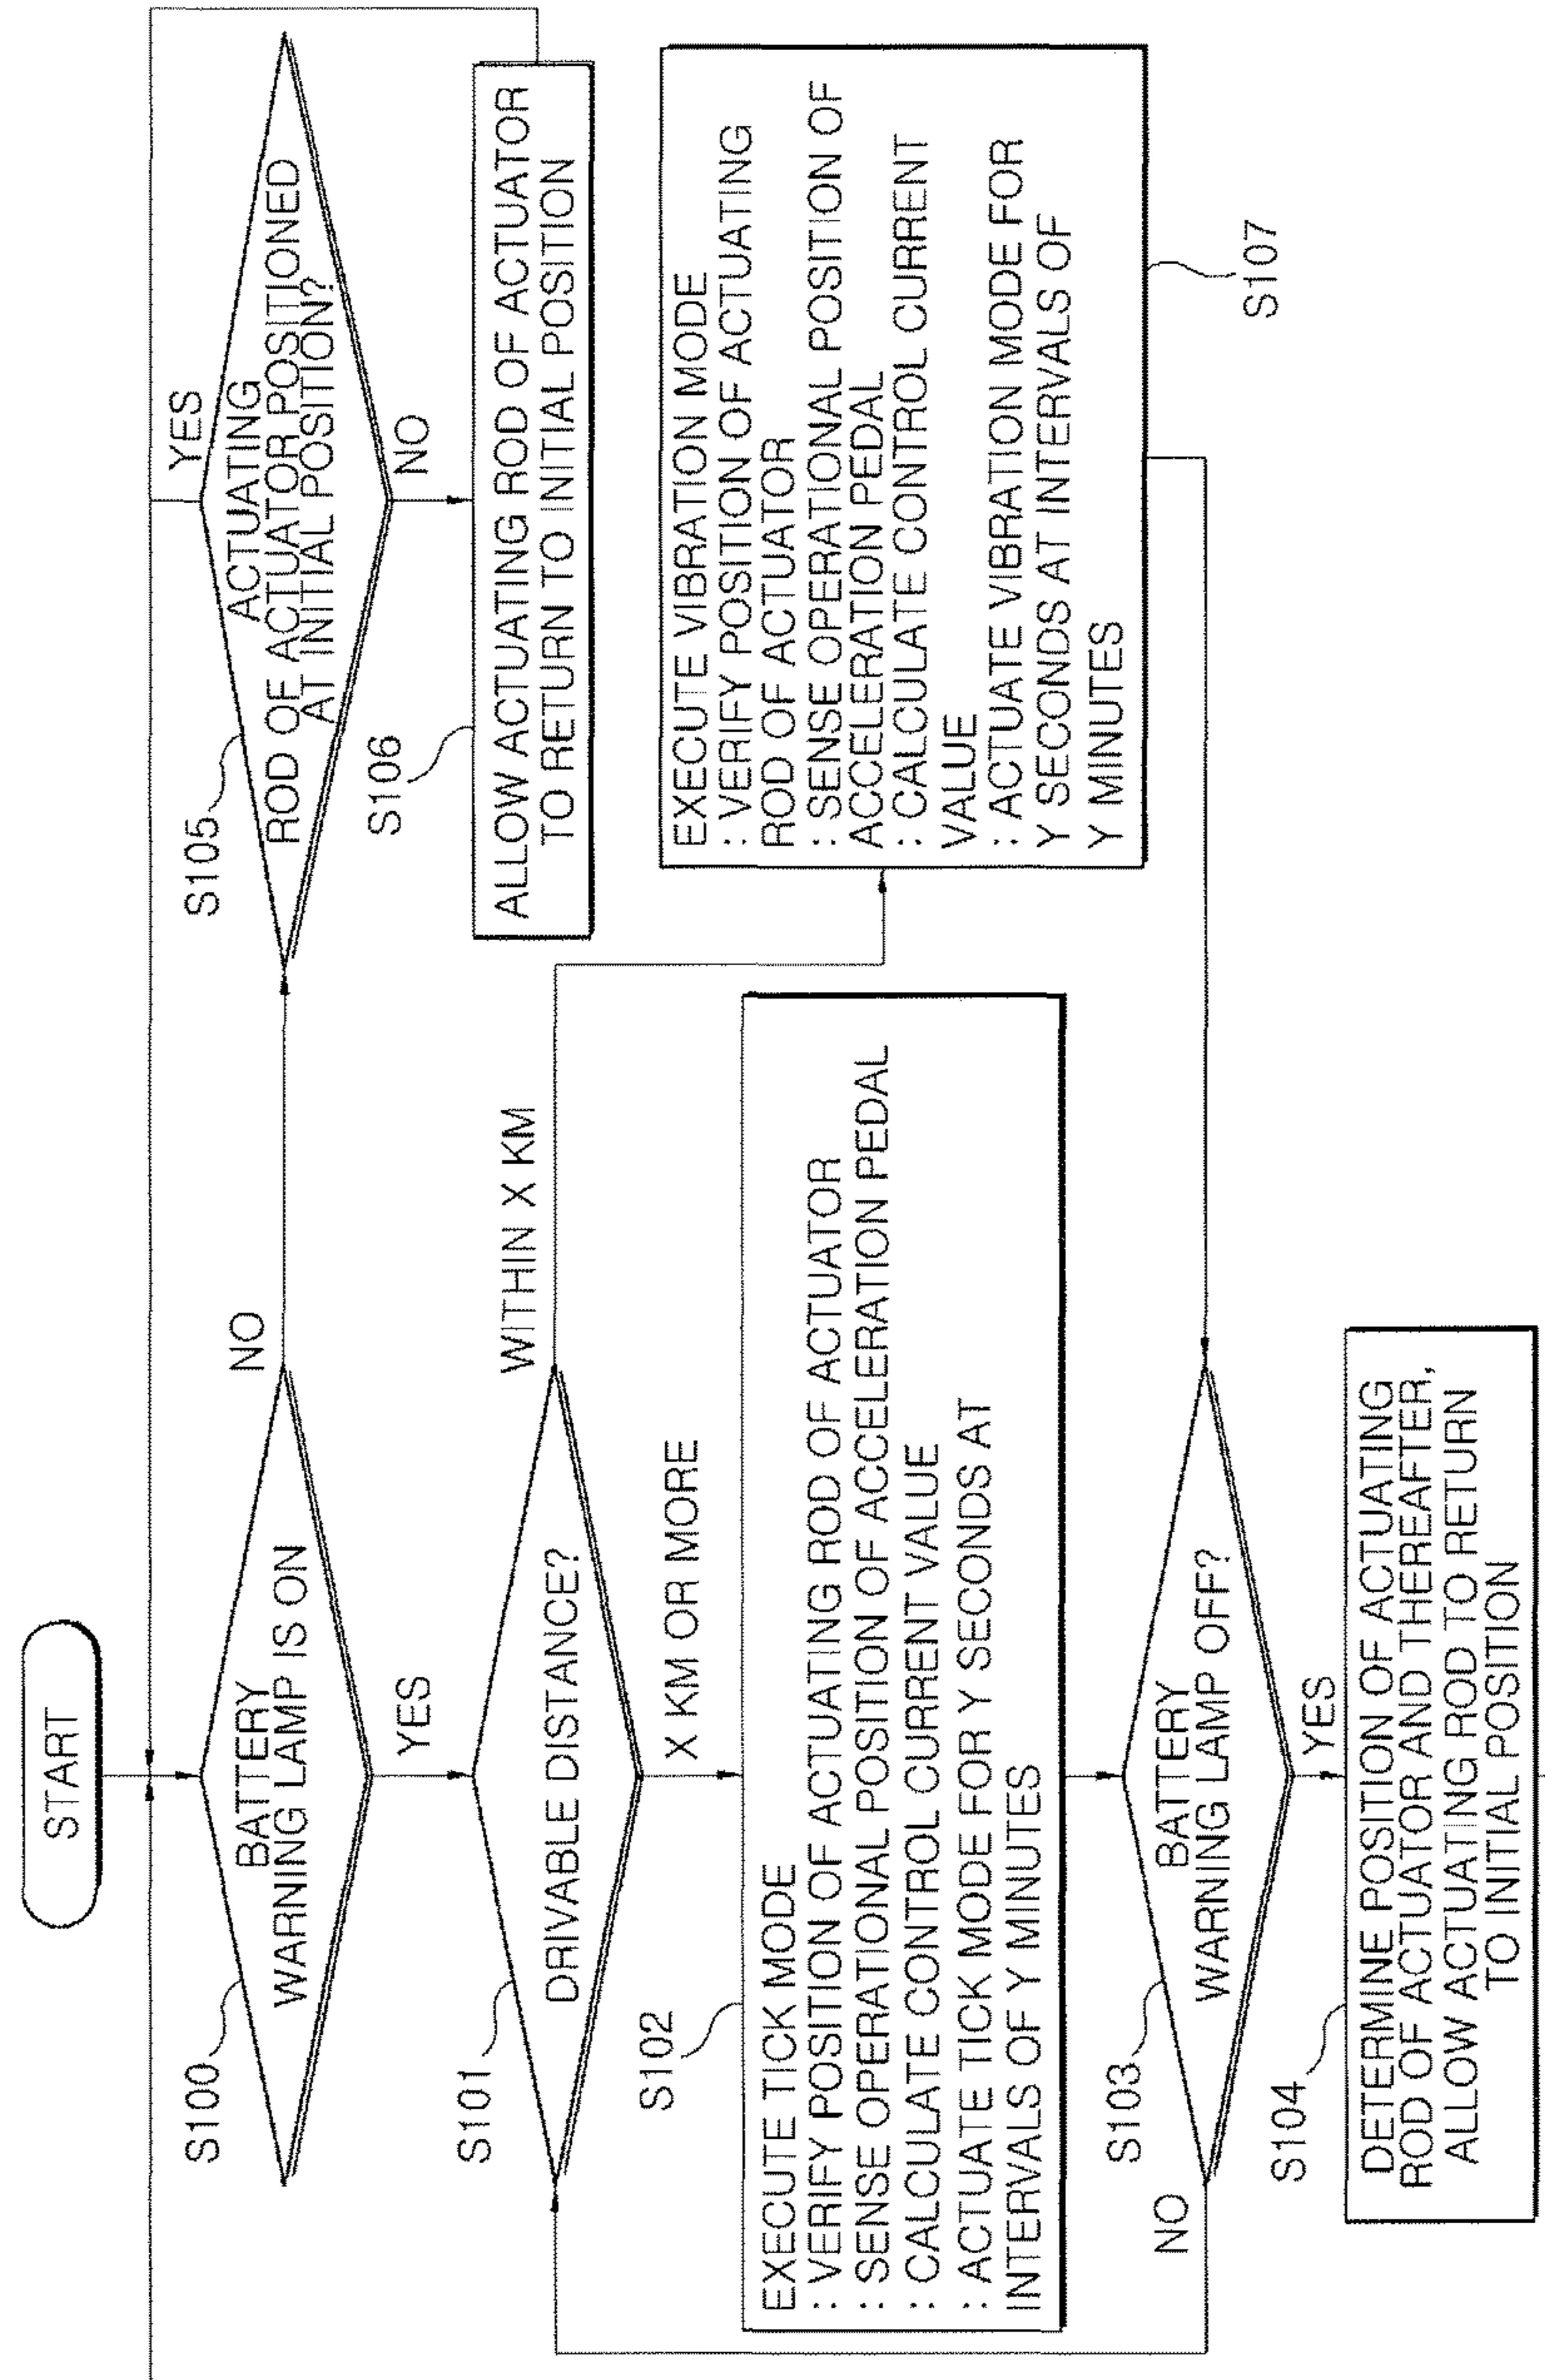 START
S100
BATTERY
WARNING LAMP IS ON
NO
YES
S105
ACTUATING
ROD OF ACTUATOR POSITIONED
AT INITIAL POSITION?
YES
NO
S106
ALLOW ACTUATING ROD OF ACTUATOR
TO RETURN TO INITIAL POSITION
S101
DRIVABLE DISTANCE?
WITHIN X KM
X KM OR MORE
S102
EXECUTE TICK MODE
: VERIFY POSITION OF ACTUATING ROD OF ACTUATOR
: SENSE OPERATIONAL POSITION OF ACCELERATION PEDAL
: CALCULATE CONTROL CURRENT VALUE
: ACTUATE TICK MODE FOR Y SECONDS AT
INTERVALS OF Y MINUTES
EXECUTE VIBRATION MODE
: VERIFY POSITION OF ACTUATING
ROD OF ACTUATOR
: SENSE OPERATIONAL POSITION OF
ACCELERATION PEDAL
: CALCULATE CONTROL CURRENT
VALUE
: ACTUATE VIBRATION MODE FOR
Y SECONDS AT INTERVALS OF
Y MINUTES
S107
S103
BATTERY
WARNING LAMP OFF?
NO
YES
S104
DETERMINE POSITION OF ACTUATING
ROD OF ACTUATOR AND THEREAFTER,
ALLOW ACTUATING ROD TO RETURN
TO INITIAL POSITION